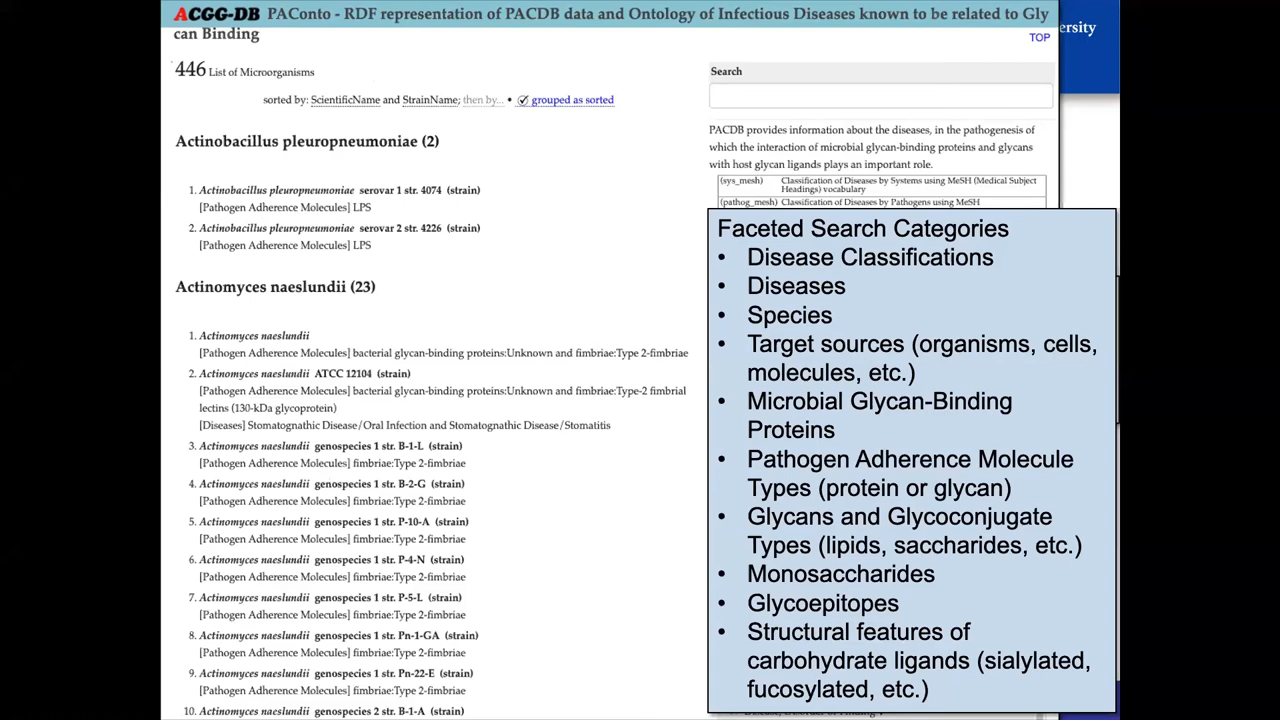 ACGG-DB PAConto - RDF representation of PACDB data and Ontology of Infectious Diseases known to be related to Gly
can Binding
ersity
TOP
446 List of Microorganisms
sorted by: ScientificName and StrainName; then by... • grouped as sorted
Actinobacillus pleuropneumoniae (2)
1. Actinobacillus pleuropneumoniae serovar 1 str. 4074 (strain)
[Pathogen Adherence Molecules] LPS
2. Actinobacillus pleuropneumoniae serovar 2 str. 4226 (strain)
[Pathogen Adherence Molecules] LPS
Actinomyces naeslundii (23)
1. Actinomyces naeslundii
[Pathogen Adherence Molecules] bacterial glycan-binding proteins:Unknown and fimbriae:Type 2-fimbriae
2. Actinomyces naeslundii ATCC 12104 (strain)
[Pathogen Adherence Molecules] bacterial glycan-binding proteins:Unknown and fimbriae:Type-2 fimbrial
lectins (130-kDa glycoprotein)
[Diseases] Stomatognathic Disease/Oral Infection and Stomatognathic Disease/Stomatitis
3. Actinomyces naeslundii genospecies 1 str. B-1-L (strain)
[Pathogen Adherence Molecules] fimbriae:Type 2-fimbriae
4. Actinomyces naeslundii genospecies 1 str. B-2-G (strain)
[Pathogen Adherence Molecules] fimbriae:Type 2-fimbriae
5. Actinomyces naeslundii genospecies 1 str. P-10-A (strain)
[Pathogen Adherence Molecules] fimbriae:Type 2-fimbriae
6. Actinomyces naeslundii genospecies 1 str. P-4-N (strain)
[Pathogen Adherence Molecules] fimbriae:Type 2-fimbriae
7. Actinomyces naeslundii genospecies 1 str. P-5-L (strain)
[Pathogen Adherence Molecules] fimbriae:Type 2-fimbriae
8. Actinomyces naeslundii genospecies 1 str. Pn-1-GA (strain)
[Pathogen Adherence Molecules] fimbriae:Type 2-fimbriae
9. Actinomyces naeslundii genospecies 1 str. Pn-22-E (strain)
[Pathogen Adherence Molecules] fimbriae:Type 2-fimbriae
10. Actinomyces naeslundii genospecies 2 str. B-1-A (strain)
Search
PACDB provides information about the diseases, in the pathogenesis of
which the interaction of microbial glycan-binding proteins and glycans
with host glycan ligands plays an important role.
(sys_mesh) Classification of Diseases by Systems using MeSH (Medical Subject
Headings) vocabulary
(pathog_mesh) Classification of Diseases by Pathogens using MeSH
Faceted Search Categories
• Disease Classifications
• Diseases
• Species
• Target sources (organisms, cells,
molecules, etc.)
• Microbial Glycan-Binding
Proteins
• Pathogen Adherence Molecule
Types (protein or glycan)
• Glycans and Glycoconjugate
Types (lipids, saccharides, etc.)
• Monosaccharides
• Glycoepitopes
• Structural features of
carbohydrate ligands (sialylated,
fucosylated, etc.)